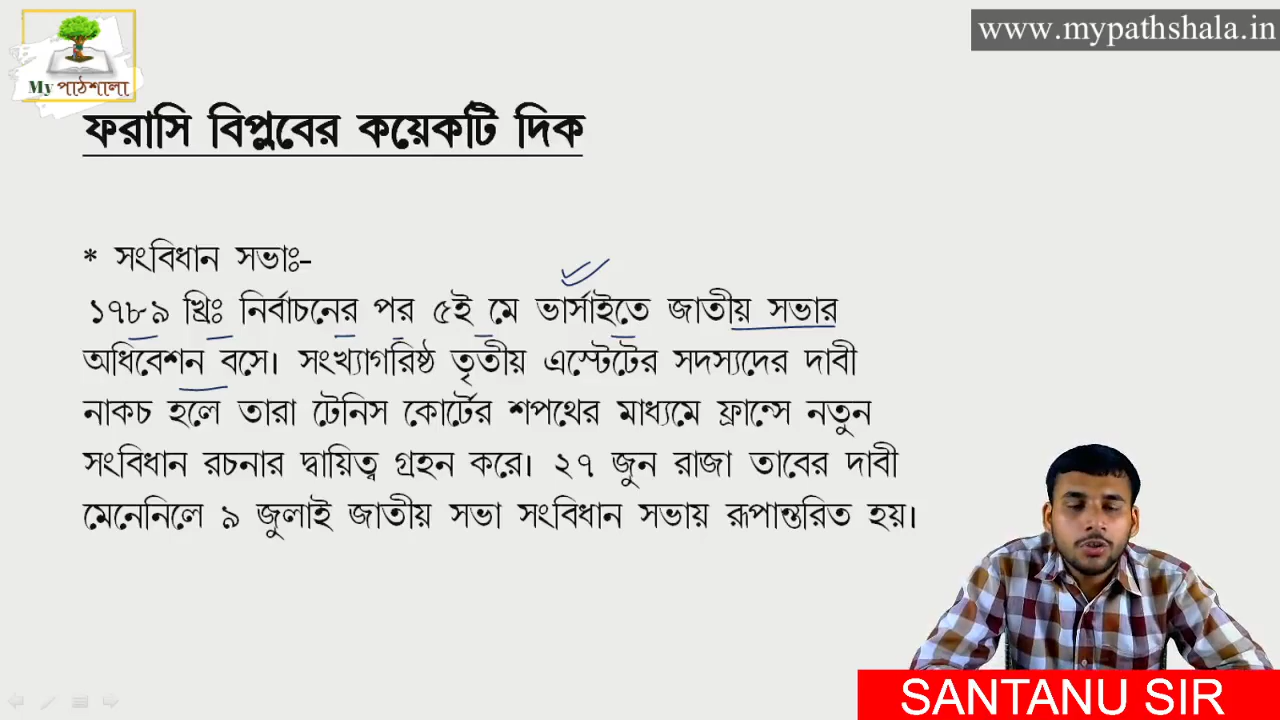 My পাঠশালা
www.mypathshala.in
ফরাসি বিপ্লবের কয়েকটি দিক
* সংবিধান সভাঃ-
১৭৮৯ খ্রিঃ নির্বাচনের পর ৫ই মে ভার্সাইতে জাতীয় সভার
অধিবেশন বসে। সংখ্যাগরিষ্ঠ তৃতীয় এস্টেটের সদস্যদের দাবী
নাকচ হলে তারা টেনিস কোর্টের শপথের মাধ্যমে ফ্রান্সে নতুন
সংবিধান রচনার দ্বায়িত্ব গ্রহন করে। ২৭ জুন রাজা তাবের দাবী
মেনেনিলে ৯ জুলাই জাতীয় সভা সংবিধান সভায় রূপান্তরিত হয়।
SANTANU SIR